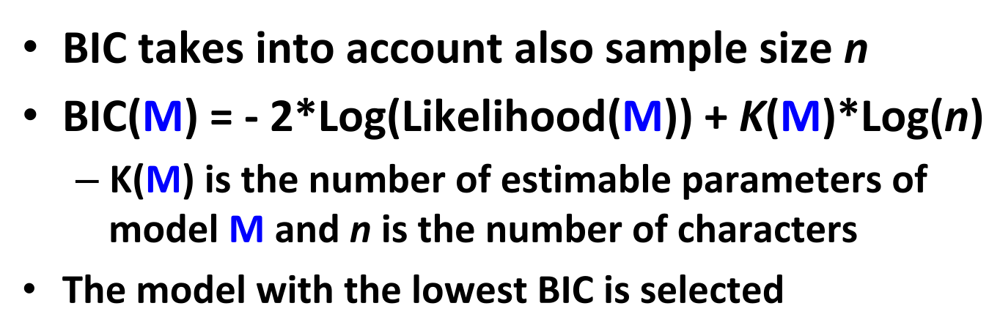 • BIC takes into account also sample size n
• BIC(M) = - 2*Log(Likelihood(M)) + K(M)*Log(n)
– K(M) is the number of estimable parameters of
model M and n is the number of characters
• The model with the lowest BIC is selected